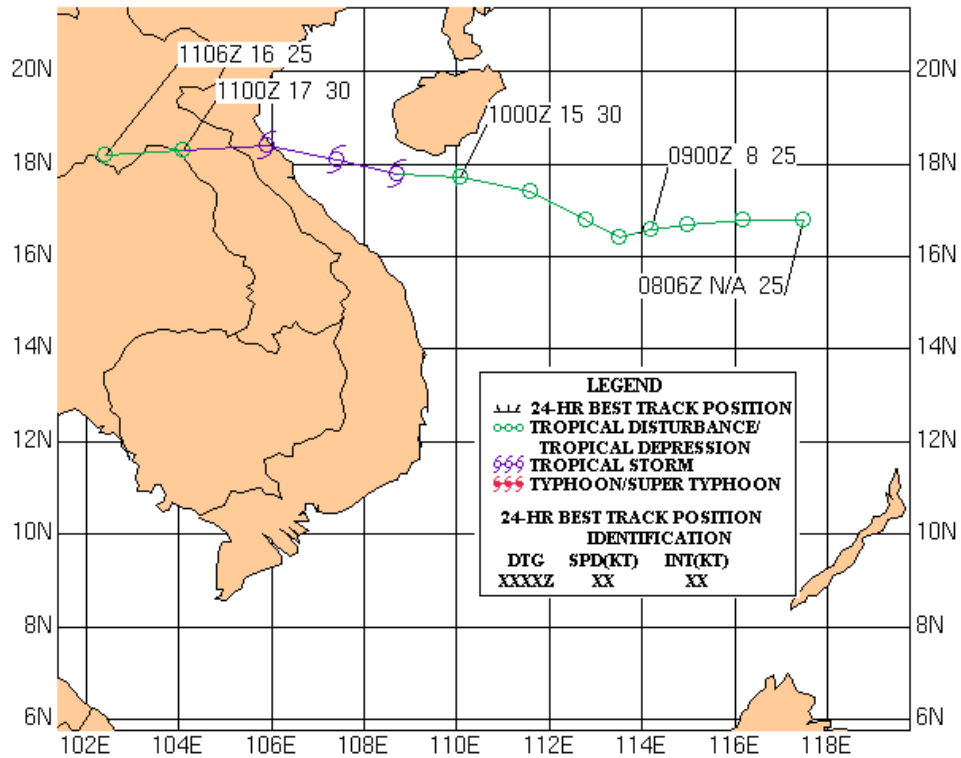 20N
1106Z 16 25
1100Z 17 30
1000Z 15 30
20N
18N
0900Z 8 25
18N
16N
0806Z N/A 25
16N
14N
14N
LEGEND
24-HR BEST TRACK POSITION
TROPICAL DISTURBANCE/
TROPICAL DEPRESSION
TROPICAL STORM
TYPHOON/SUPER TYPHOON
24-HR BEST TRACK POSITION
IDENTIFICATION
DTG SPD(KT) INT(KT)
XXXXZ XX XX
12N
12N
10N
10N
8N
8N
6N
6N
102E 104E 106E 108E 110E 112E 114E 116E 118E